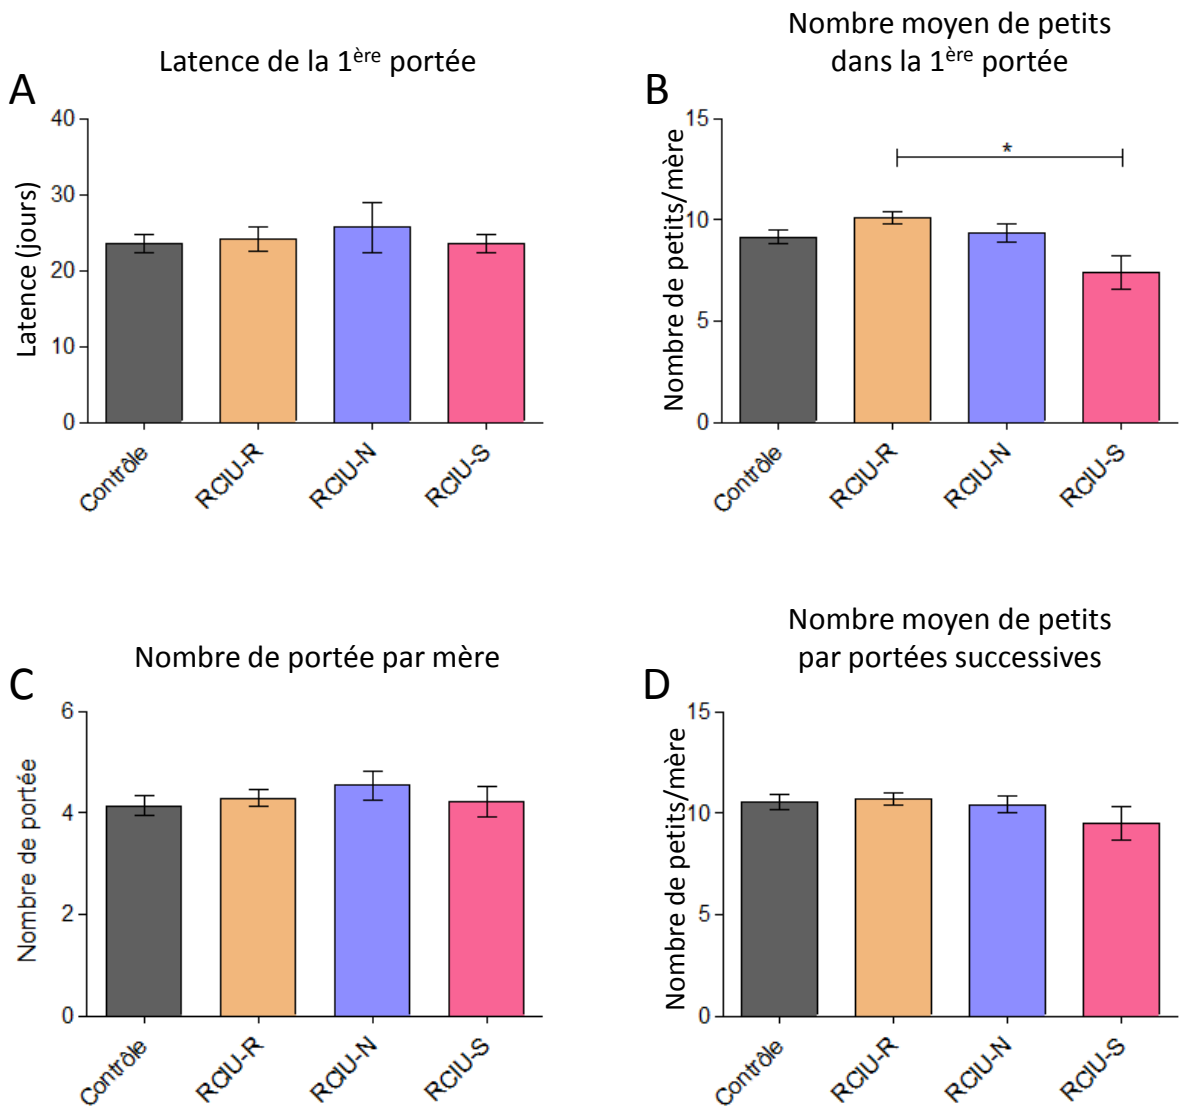 A
Latence de la 1ère portée
Latence (jours)
40
30
20
10
0
Contrôle
RCIU-R
RCIU-N
RCIU-S
B
Nombre moyen de petits
dans la 1ère portée
Nombre de petits/mère
15
10
5
0
*
Contrôle
RCIU-R
RCIU-N
RCIU-S
C
Nombre de portée par mère
Nombre de portée
6
4
2
0
Contrôle
RCIU-R
RCIU-N
RCIU-S
D
Nombre moyen de petits
par portées successives
Nombre de petits/mère
15
10
5
0
Contrôle
RCIU-R
RCIU-N
RCIU-S